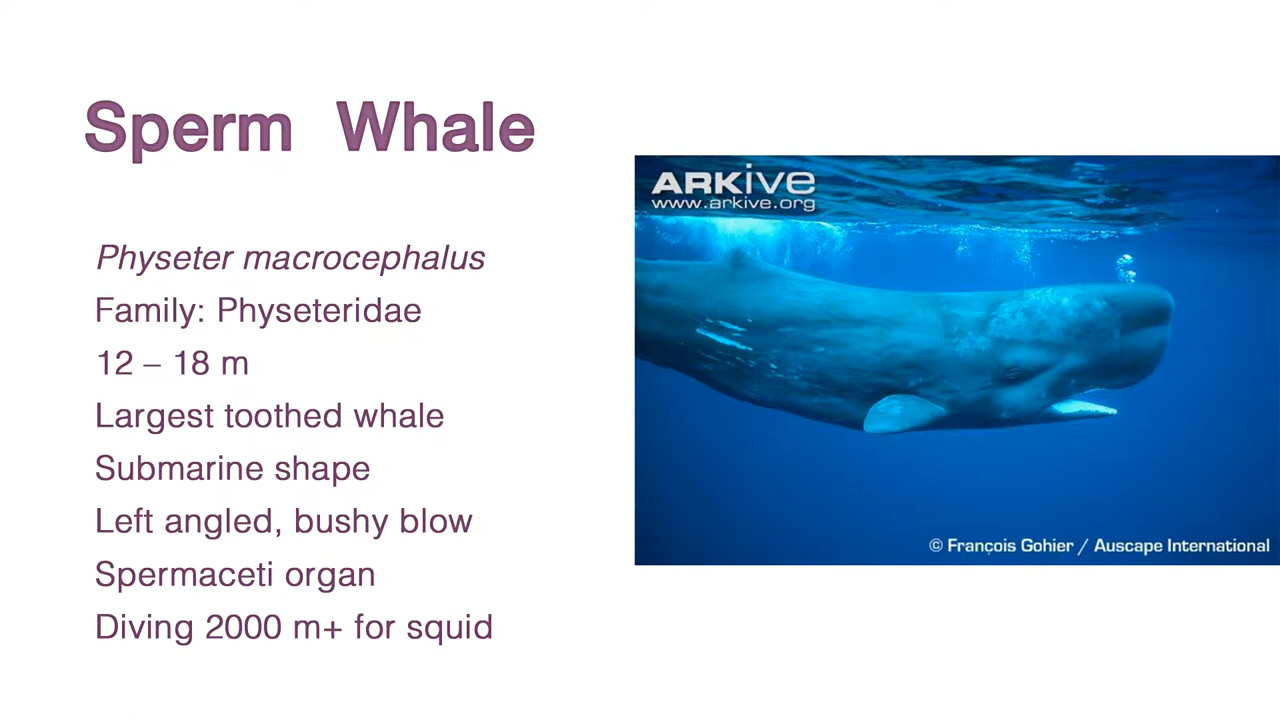 Sperm Whale
Physeter macrocephalus
Family: Physeteridae
12 – 18 m
Largest toothed whale
Submarine shape
Left angled, bushy blow
Spermaceti organ
Diving 2000 m+ for squid
ARKive
www.arkive.org
© François Gohier / Auscape International